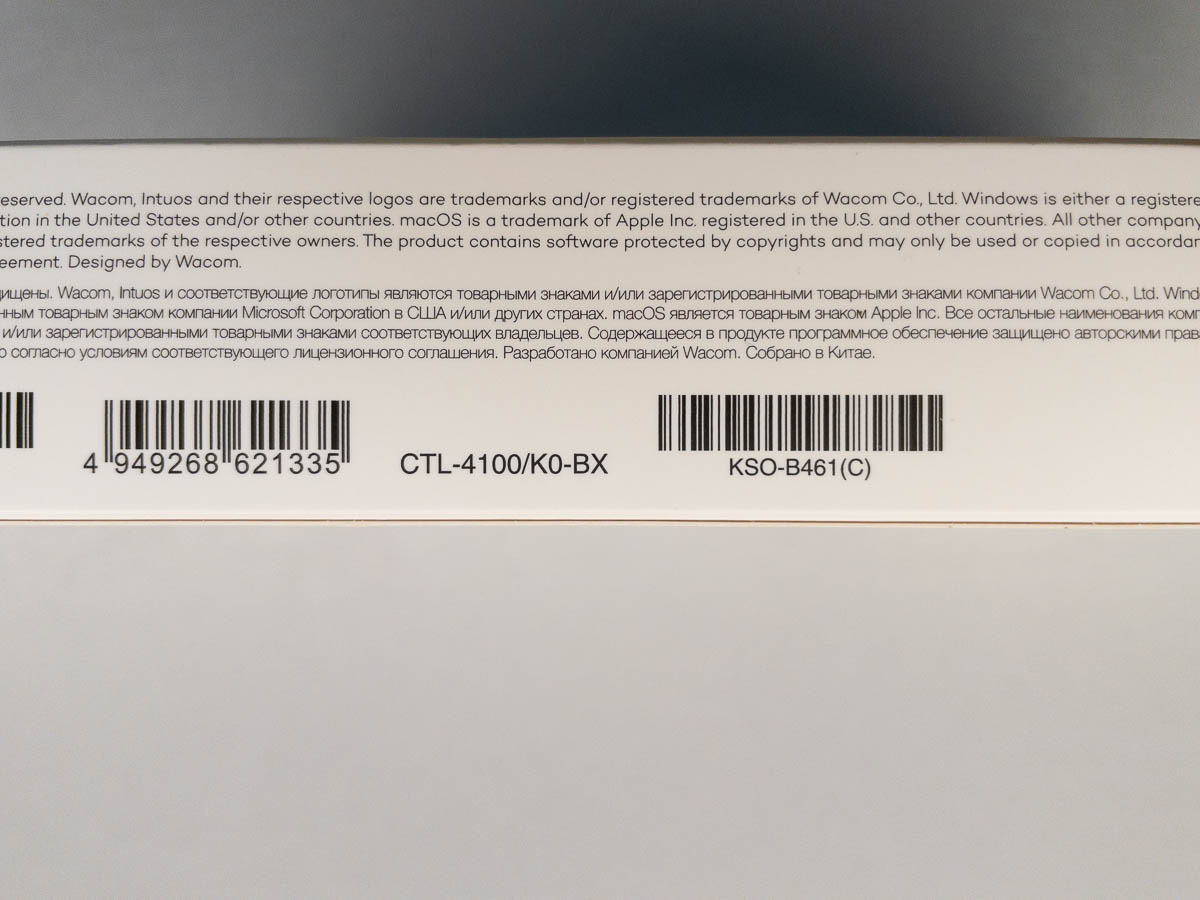 reserved. Wacom, Intuos and their respective logos are trademarks and/or registered trademarks of Wacom Co., Ltd. Windows is either a registere
tion in the United States and/or other countries. macOS is a trademark of Apple Inc. registered in the U.S. and other countries. All other company
stered trademarks of the respective owners. The product contains software protected by copyrights and may only be used or copied in accordan
eement. Designed by Wacom.
ищены. Wacom, Intuos и соответствующие логотипы являются товарными знаками и/или зарегистрированными товарными знаками компании Wacom Co., Ltd. Windo
нным товарным знаком компании Microsoft Corporation в США и/или других странах. macOS является товарным знаком Apple Inc. Все остальные наименования комп
и/или зарегистрированными товарными знаками соответствующих владельцев. Содержащееся в продукте программное обеспечение защищено авторскими прав
о согласно условиям соответствующего лицензионного соглашения. Разработано компанией Wacom. Собрано в Китае.
4 949268 621335 CTL-4100/K0-BX KSO-B461(C)